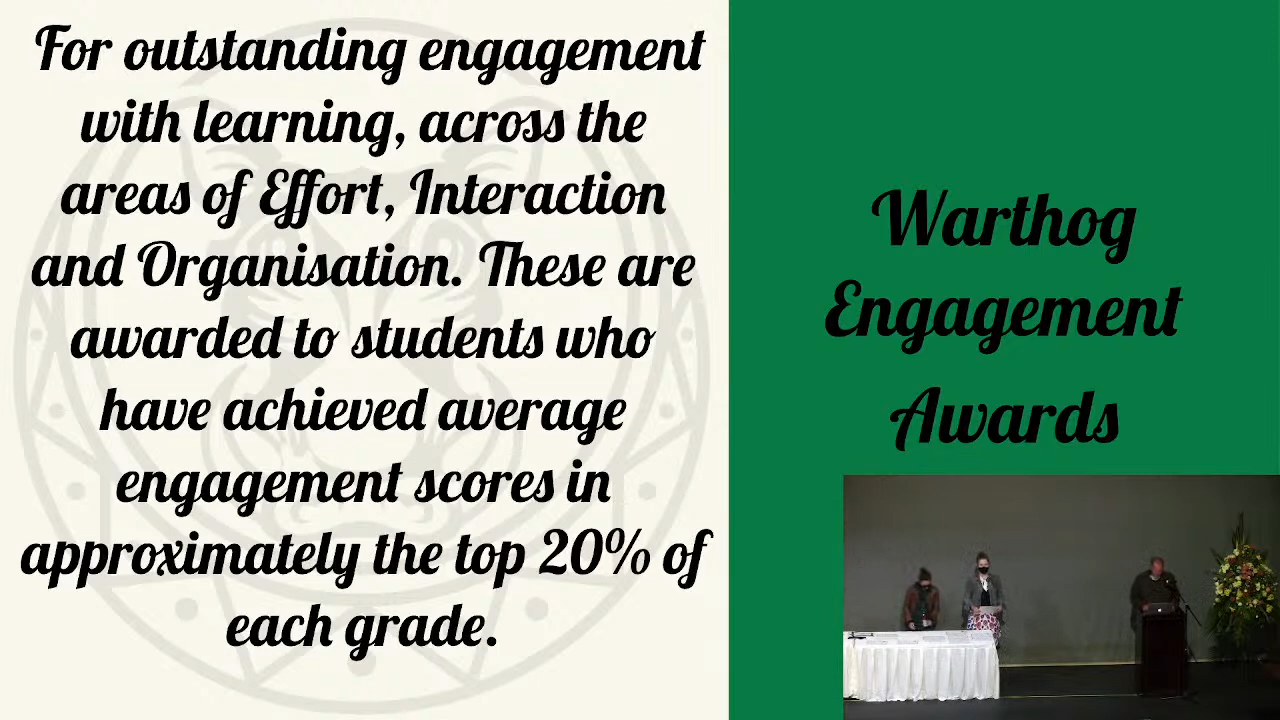 For outstanding engagement
with learning, across the
areas of Effort, Interaction
and Organisation. These are
awarded to students who
have achieved average
engagement scores in
approximately the top 20% of
each grade.
Warthog
Engagement
Awards